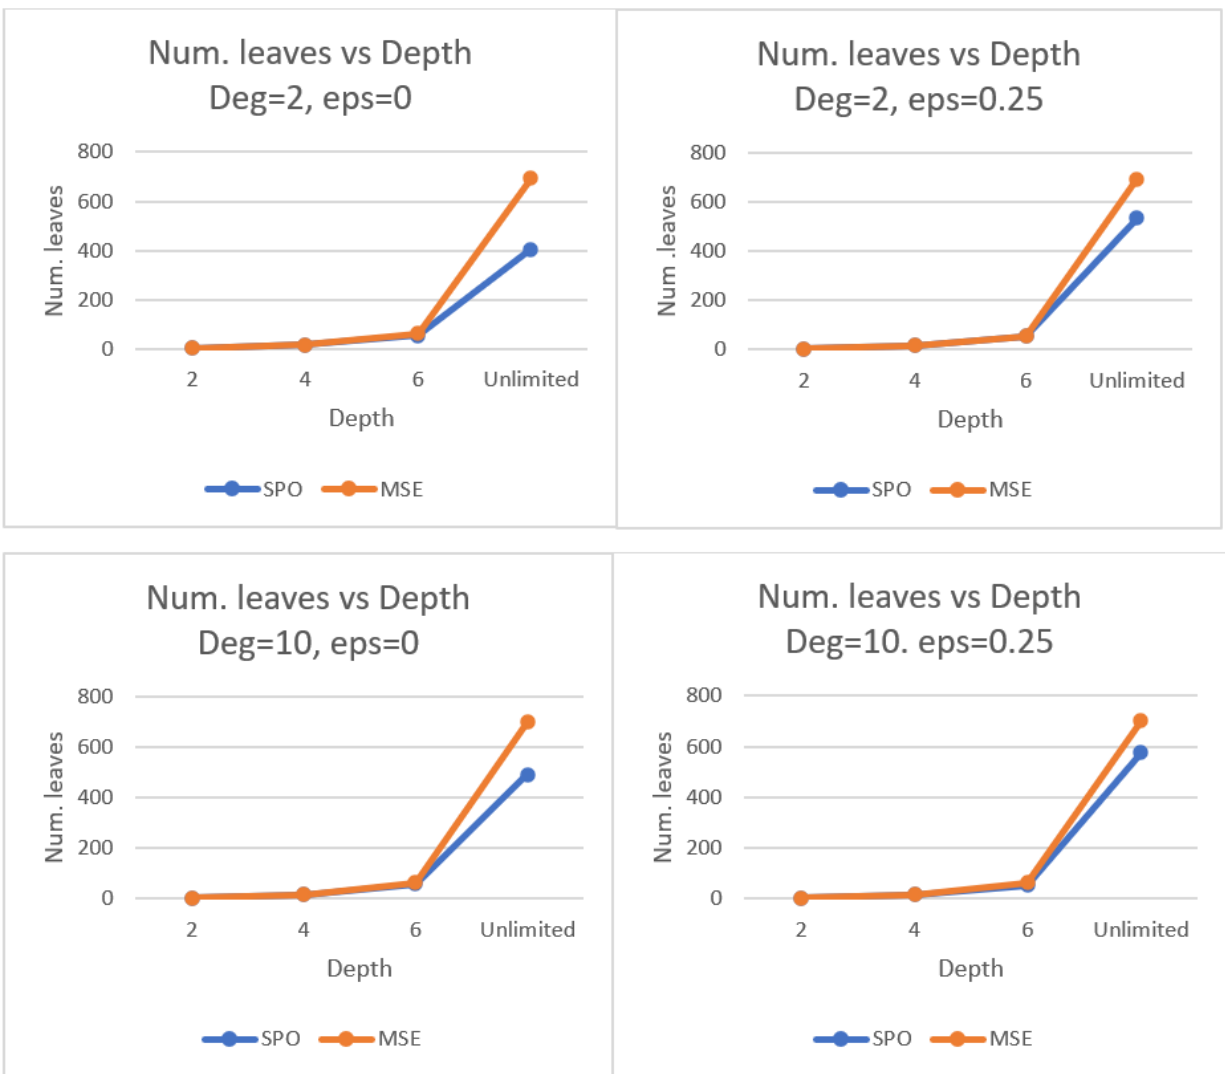 Num. leaves vs Depth
Deg=2, eps=0
800
600
400
200
0
Num. leaves
2 4 6 Unlimited
Depth
SPO MSE
Num. leaves vs Depth
Deg=2, eps=0.25
800
600
400
200
0
Num .leaves
2 4 6 Unlimited
Depth
SPO MSE
Num. leaves vs Depth
Deg=10, eps=0
800
600
400
200
0
Num. leaves
2 4 6 Unlimited
Depth
SPO MSE
Num. leaves vs Depth
Deg=10. eps=0.25
800
600
400
200
0
Num. leaves
2 4 6 Unlimited
Depth
SPO MSE